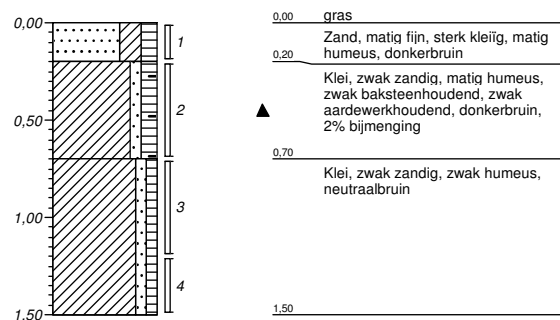 0,00
0,50
1,00
1,50
1
2
3
4
0,00 gras
Zand, matig fijn, sterk kleiïg, matig
humeus, donkerbruin
0,20
Klei, zwak zandig, matig humeus,
zwak baksteenhoudend, zwak
aardewerkhoudend, donkerbruin,
2% bijmenging
0,70
Klei, zwak zandig, zwak humeus,
neutraalbruin
1,50